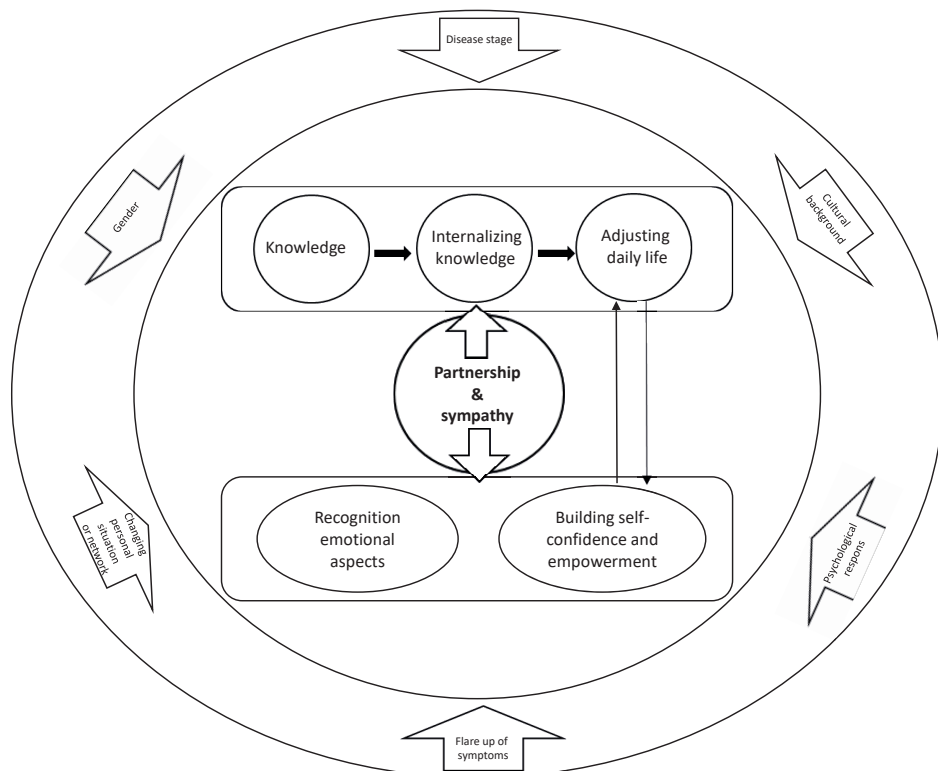 Disease stage
Gender
Cultural
background
Knowledge
Internalizing
knowledge
Adjusting
daily life
Partnership
&
sympathy
Recognition
emotional
aspects
Building self-
confidence and
empowerment
Changing
personal
situation
or network
Psychological
respons
Flare up of
symptoms